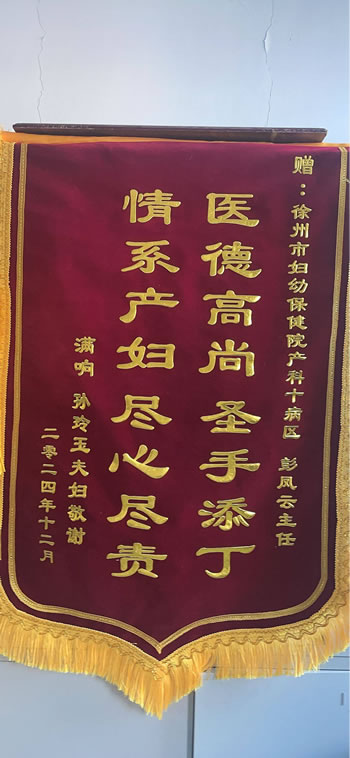 赠：徐州市妇幼保健院产科十病区 彭凤云主任
医德高尚 圣手添丁
情系产妇 尽心尽责
满响 孙玲玉夫妇敬谢
二零二四年十二月